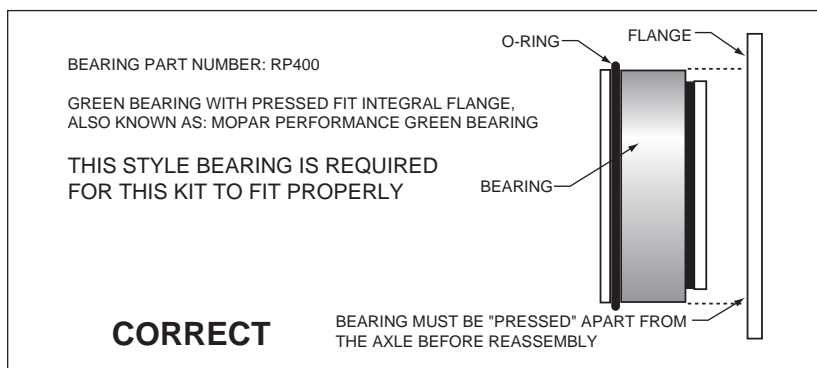 BEARING PART NUMBER: RP400
GREEN BEARING WITH PRESSED FIT INTEGRAL FLANGE,
ALSO KNOWN AS: MOPAR PERFORMANCE GREEN BEARING
THIS STYLE BEARING IS REQUIRED
FOR THIS KIT TO FIT PROPERLY
O-RING
FLANGE
BEARING
CORRECT
BEARING MUST BE "PRESSED" APART FROM
THE AXLE BEFORE REASSEMBLY